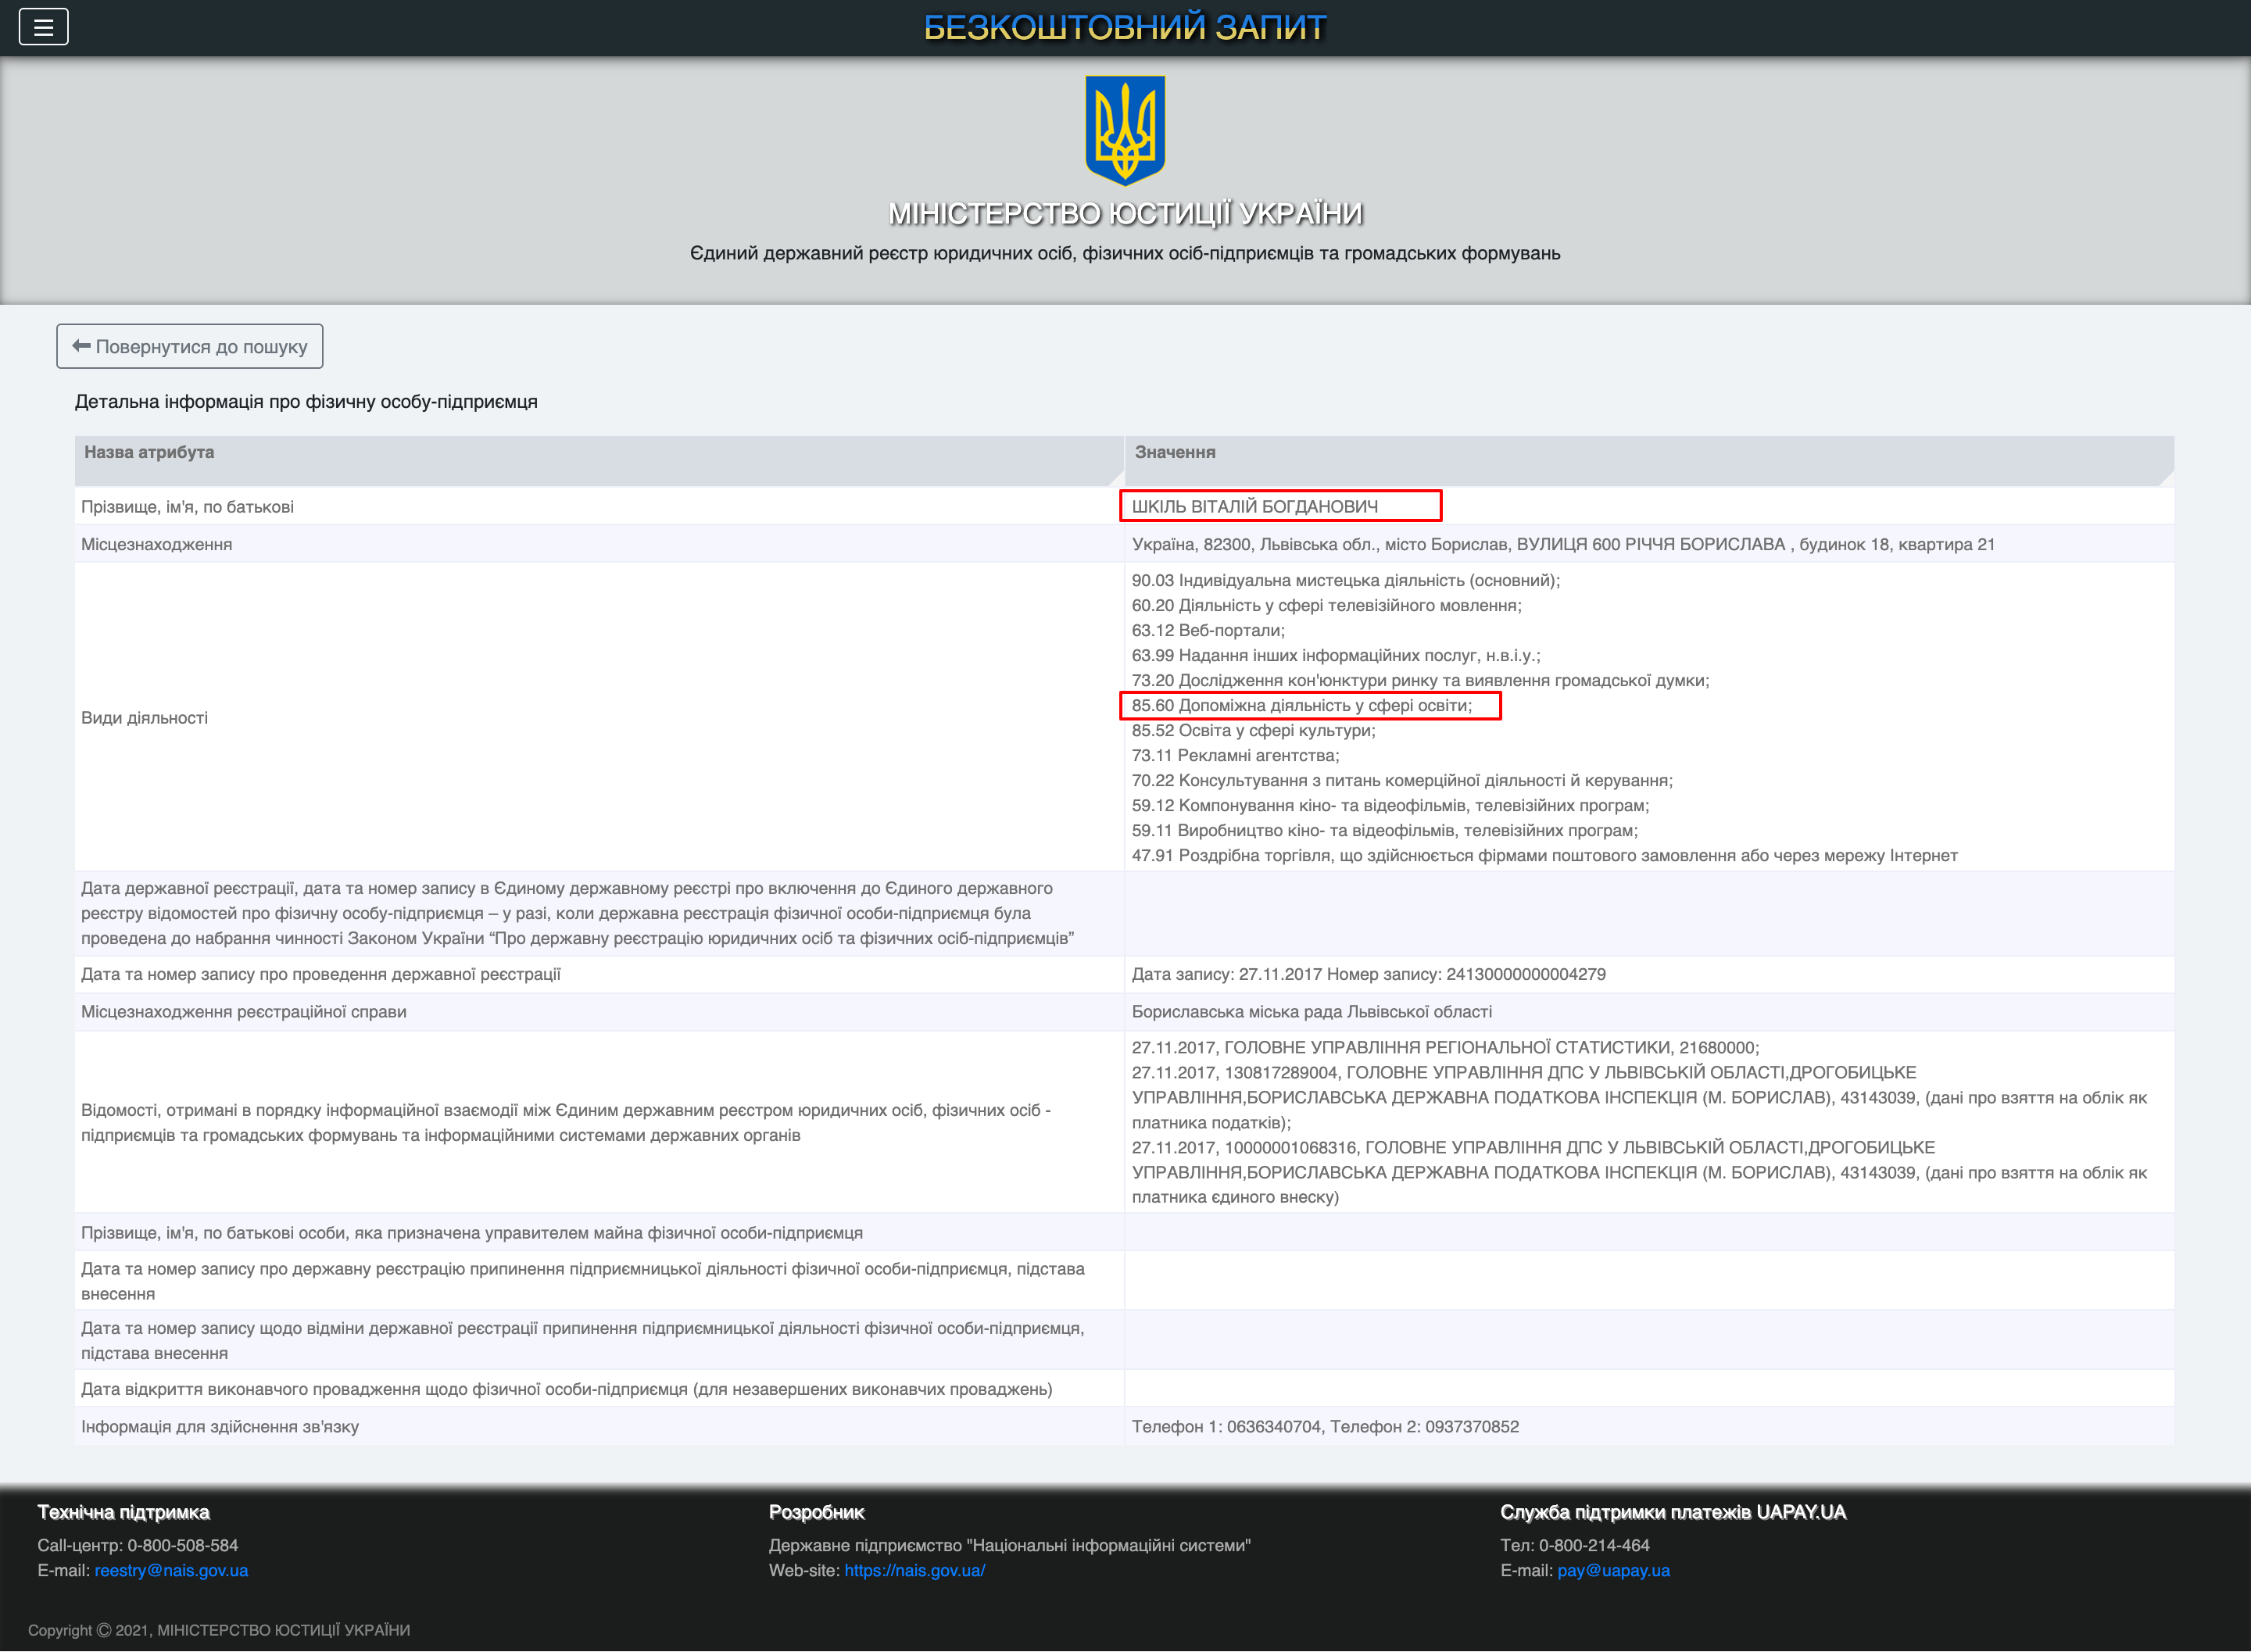 БЕЗКОШТОВНИЙ ЗАПИТ
МІНІСТЕРСТВО ЮСТИЦІЇ УКРАЇНИ
Єдиний державний реєстр юридичних осіб, фізичних осіб-підприємців та громадських формувань
Повернутися до пошуку
Детальна інформація про фізичну особу-підприємця
Назва атрибута
Значення
Прізвище, ім'я, по батькові
ШКІЛЬ ВІТАЛІЙ БОГДАНОВИЧ
Місцезнаходження
Україна, 82300, Львівська обл., місто Борислав, ВУЛИЦЯ 600 РІЧЧЯ БОРИСЛАВА , будинок 18, квартира 21
Види діяльності
90.03 Індивідуальна мистецька діяльність (основний);
60.20 Діяльність у сфері телевізійного мовлення;
63.12 Веб-портали;
63.99 Надання інших інформаційних послуг, н.в.і.у.;
73.20 Дослідження кон'юнктури ринку та виявлення громадської думки;
85.60 Допоміжна діяльність у сфері освіти;
85.52 Освіта у сфері культури;
73.11 Рекламні агентства;
70.22 Консультування з питань комерційної діяльності й керування;
59.12 Компонування кіно- та відеофільмів, телевізійних програм;
59.11 Виробництво кіно- та відеофільмів, телевізійних програм;
47.91 Роздрібна торгівля, що здійснюється фірмами поштового замовлення або через мережу Інтернет
Дата державної реєстрації, дата та номер запису в Єдиному державному реєстрі про включення до Єдиного державного
реєстру відомостей про фізичну особу-підприємця – у разі, коли державна реєстрація фізичної особи-підприємця була
проведена до набрання чинності Законом України “Про державну реєстрацію юридичних осіб та фізичних осіб-підприємців”
Дата та номер запису про проведення державної реєстрації
Дата запису: 27.11.2017 Номер запису: 24130000000004279
Місцезнаходження реєстраційної справи
Бориславська міська рада Львівської області
Відомості, отримані в порядку інформаційної взаємодії між Єдиним державним реєстром юридичних осіб, фізичних осіб -
підприємців та громадських формувань та інформаційними системами державних органів
27.11.2017, ГОЛОВНЕ УПРАВЛІННЯ РЕГІОНАЛЬНОЇ СТАТИСТИКИ, 21680000;
27.11.2017, 130817289004, ГОЛОВНЕ УПРАВЛІННЯ ДПС У ЛЬВІВСЬКІЙ ОБЛАСТІ,ДРОГОБИЦЬКЕ
УПРАВЛІННЯ,БОРИСЛАВСЬКА ДЕРЖАВНА ПОДАТКОВА ІНСПЕКЦІЯ (М. БОРИСЛАВ), 43143039, (дані про взяття на облік як
платника податків);
27.11.2017, 10000001068316, ГОЛОВНЕ УПРАВЛІННЯ ДПС У ЛЬВІВСЬКІЙ ОБЛАСТІ,ДРОГОБИЦЬКЕ
УПРАВЛІННЯ,БОРИСЛАВСЬКА ДЕРЖАВНА ПОДАТКОВА ІНСПЕКЦІЯ (М. БОРИСЛАВ), 43143039, (дані про взяття на облік як
платника єдиного внеску)
Прізвище, ім'я, по батькові особи, яка призначена управителем майна фізичної особи-підприємця
Дата та номер запису про державну реєстрацію припинення підприємницької діяльності фізичної особи-підприємця, підстава
внесення
Дата та номер запису щодо відміни державної реєстрації припинення підприємницької діяльності фізичної особи-підприємця,
підстава внесення
Дата відкриття виконавчого провадження щодо фізичної особи-підприємця (для незавершених виконавчих проваджень)
Інформація для здійснення зв'язку
Телефон 1: 0636340704, Телефон 2: 0937370852
Технічна підтримка
Call-центр: 0-800-508-584
E-mail: reestry@nais.gov.ua
Розробник
Державне підприємство "Національні інформаційні системи"
Web-site: https://nais.gov.ua/
Служба підтримки платежів UAPAY.UA
Тел: 0-800-214-464
E-mail: pay@uapay.ua
Copyright © 2021, МІНІСТЕРСТВО ЮСТИЦІЇ УКРАЇНИ